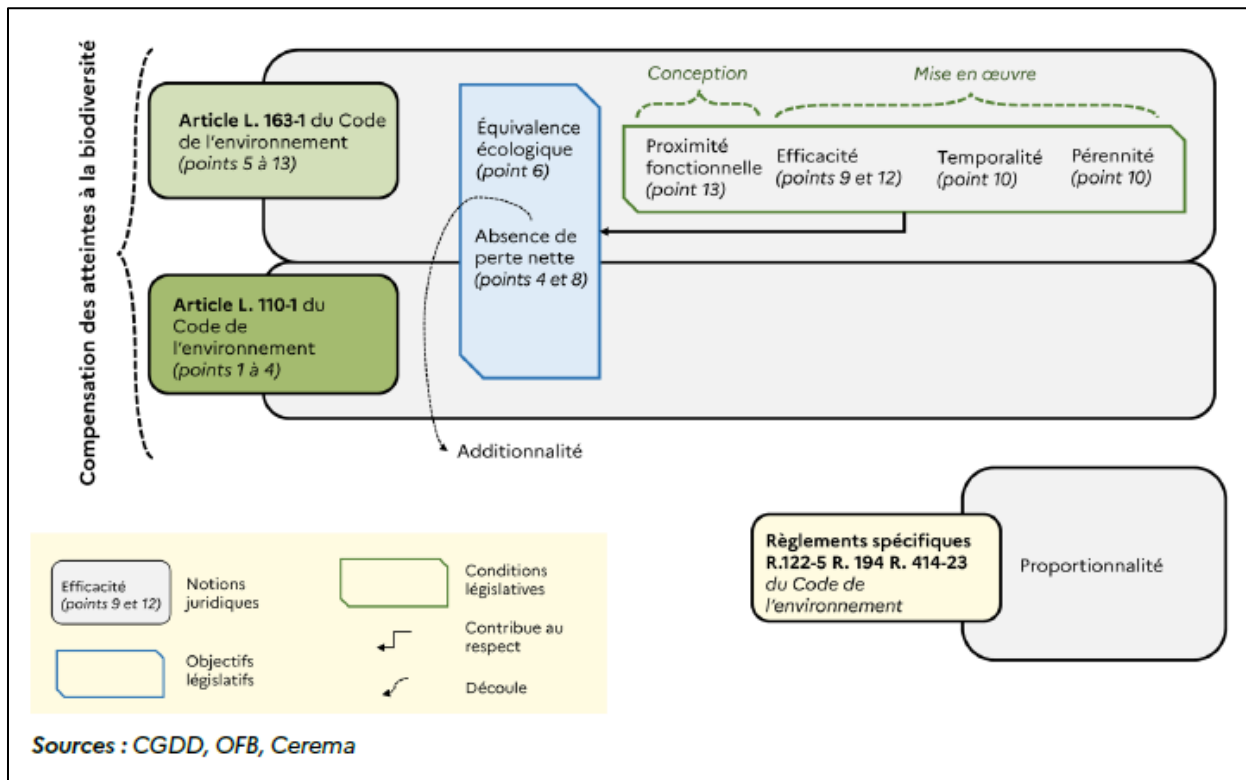 Compensation des atteintes à la biodiversité
Article L. 163-1 du Code
de l'environnement
(points 5 à 13)
Équivalence
écologique
(point 6)
Absence de
perte nette
(points 4 et 8)
Conception
Mise en œuvre
Proximité
fonctionnelle
(point 13)
Efficacité
(points 9 et 12)
Temporalité
(point 10)
Pérennité
(point 10)
Article L. 110-1 du
Code de
l'environnement
(points 1 à 4)
Additionnalité
Règlements spécifiques
R.122-5 R. 194 R. 414-23
du Code de
l'environnement
Proportionnalité
Efficacité
(points 9 et 12)
Notions
juridiques
Objectifs
législatifs
Conditions
législatives
Contribue au
respect
Découle
Sources : CGDD, OFB, Cerema